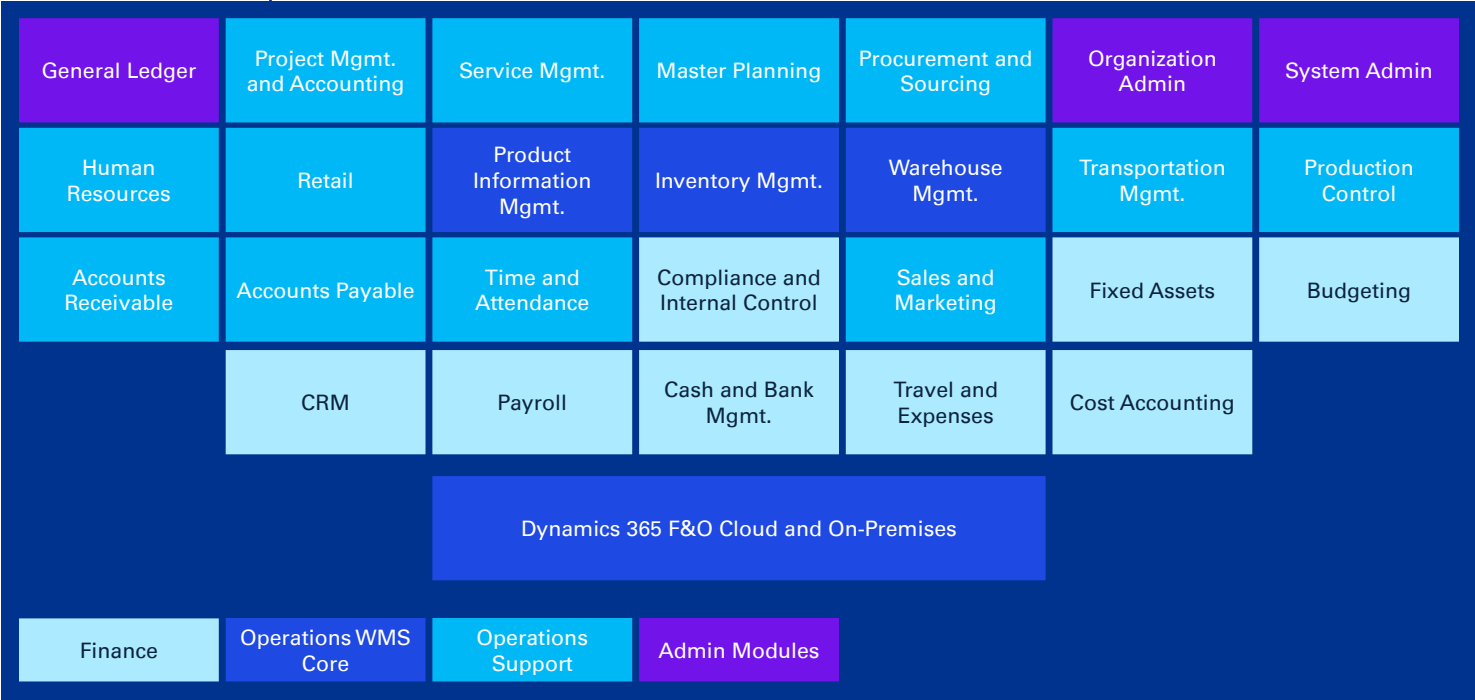 General Ledger
Project Mgmt.
and Accounting
Service Mgmt.
Master Planning
Procurement and
Sourcing
Organization
Admin
System Admin
Human
Resources
Retail
Product
Information
Mgmt.
Inventory Mgmt.
Warehouse
Mgmt.
Transportation
Mgmt.
Production
Control
Accounts
Receivable
Accounts Payable
Time and
Attendance
Compliance and
Internal Control
Sales and
Marketing
Fixed Assets
Budgeting
CRM
Payroll
Cash and Bank
Mgmt.
Travel and
Expenses
Cost Accounting
Dynamics 365 F&O Cloud and On-Premises
Finance
Operations WMS
Core
Operations
Support
Admin Modules